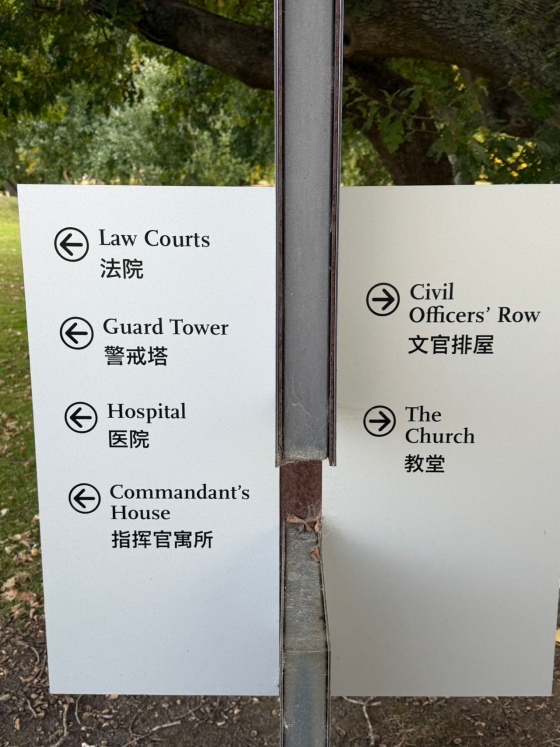 Law Courts
法院
Guard Tower
警戒塔
Hospital
医院
Commandant's
House
指挥官寓所
Civil
Officers' Row
文官排屋
The
Church
教堂